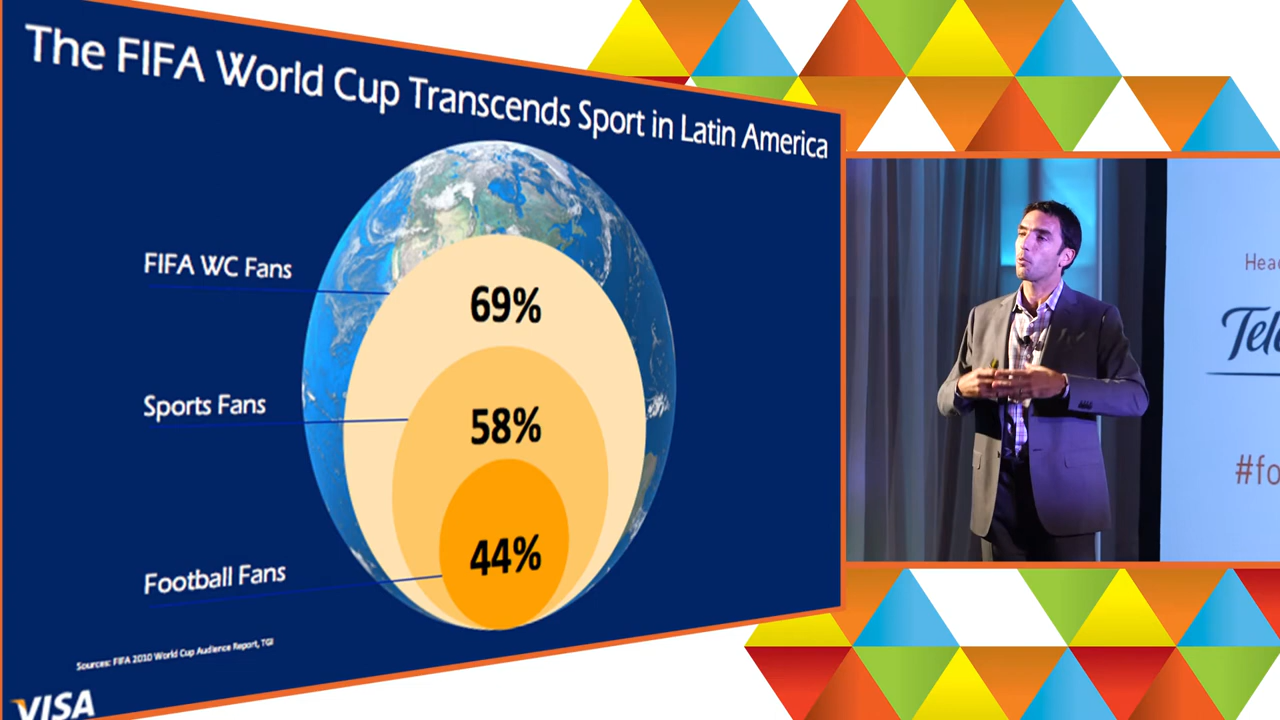 The FIFA World Cup Transcends Sport in Latin America
FIFA WC Fans
69%
Sports Fans
58%
Football Fans
44%
Sources: FIFA 2010 World Cup Audience Report, TGI
VISA